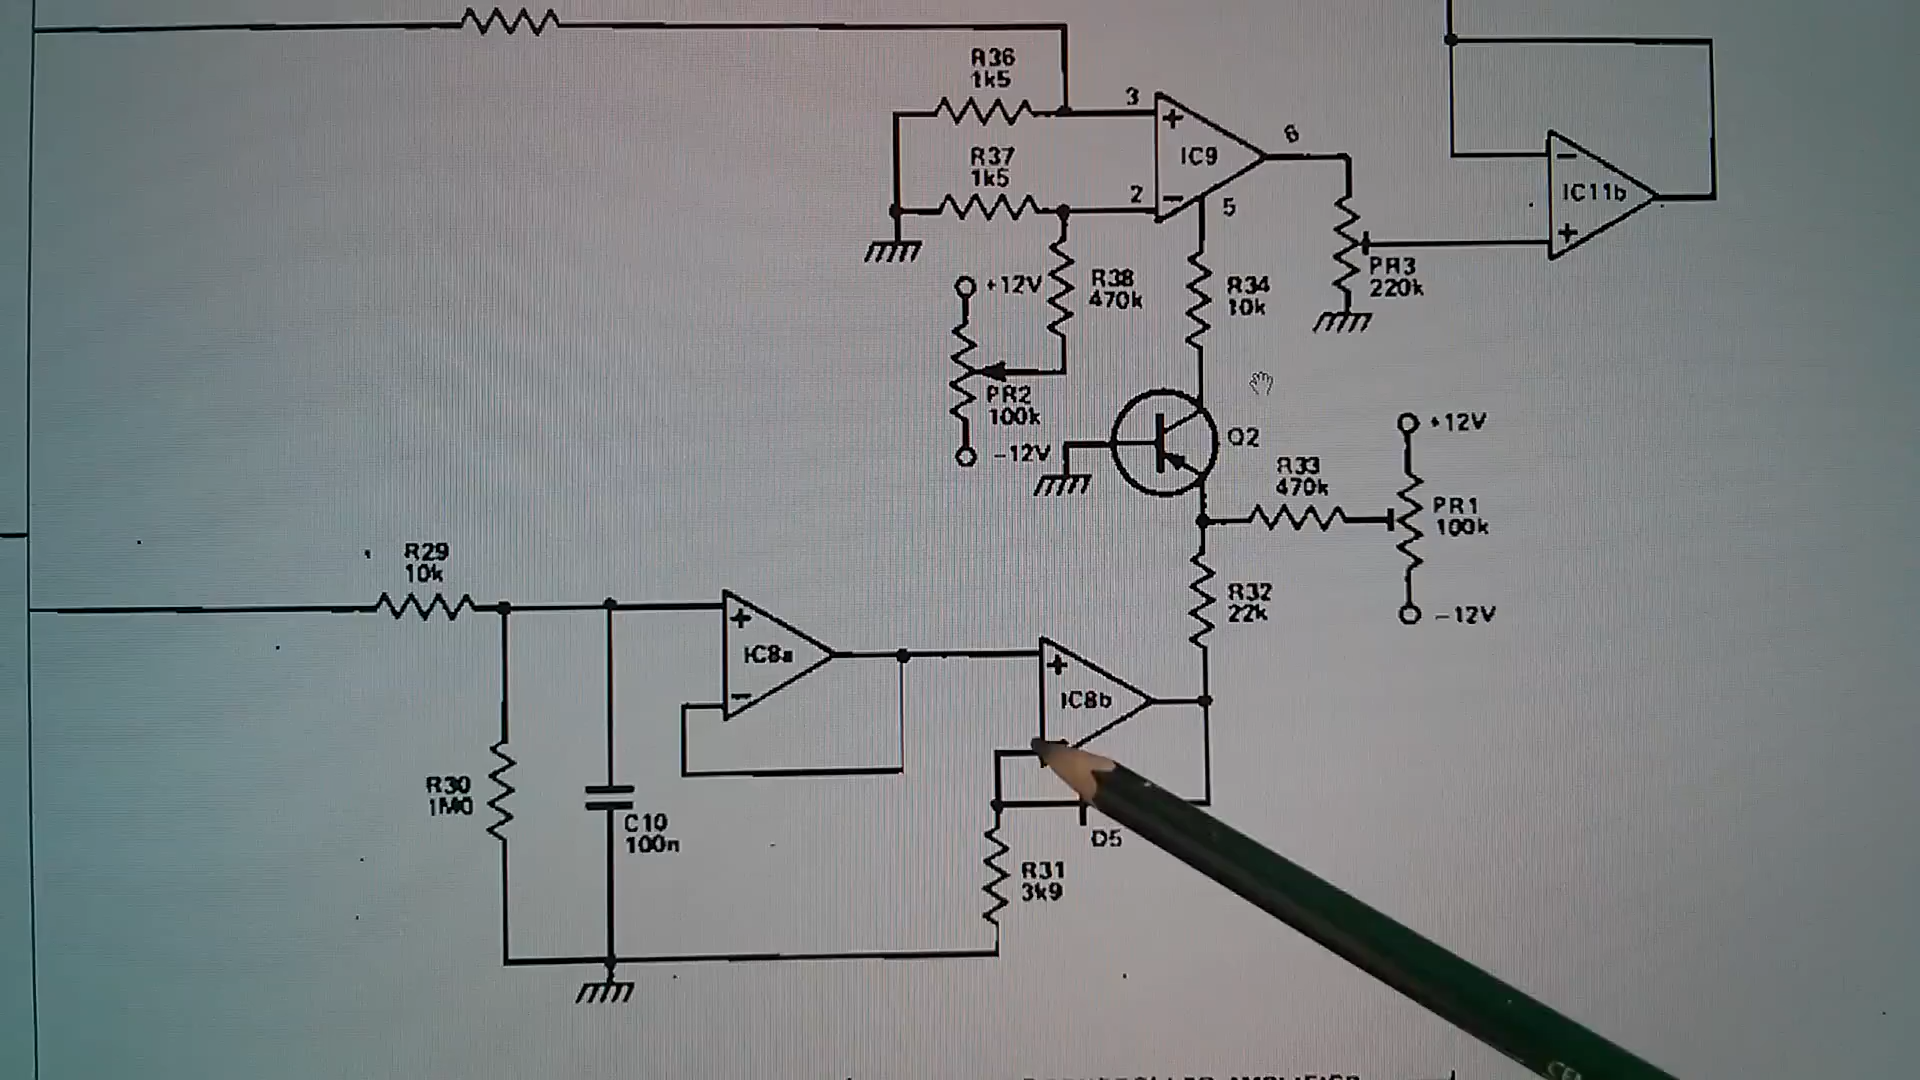 R36
1k5
3
+
IC9
6
R37
1k5
2
−
5
−
IC11b
+
PR3
220k
+12V
R38
470k
R34
10k
PR2
100k
−12V
Q2
+12V
R33
470k
PR1
100k
−12V
R29
10k
R32
22k
+
IC8a
−
+
IC8b
R30
1M0
C10
100n
D5
R31
3k9